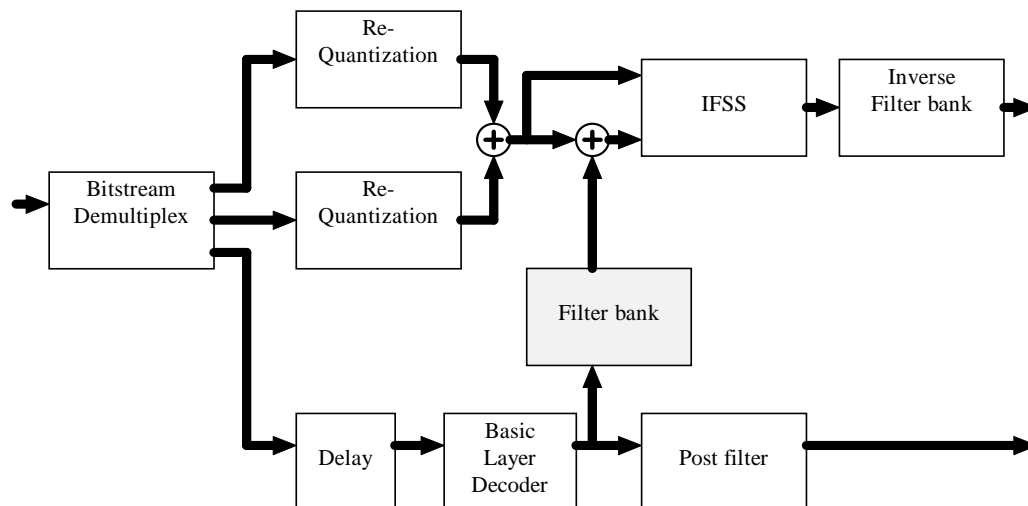 Re-
Quantization
IFSS
Inverse
Filter bank
Bitstream
Demultiplex
Re-
Quantization
Filter bank
Delay
Basic
Layer
Decoder
Post filter